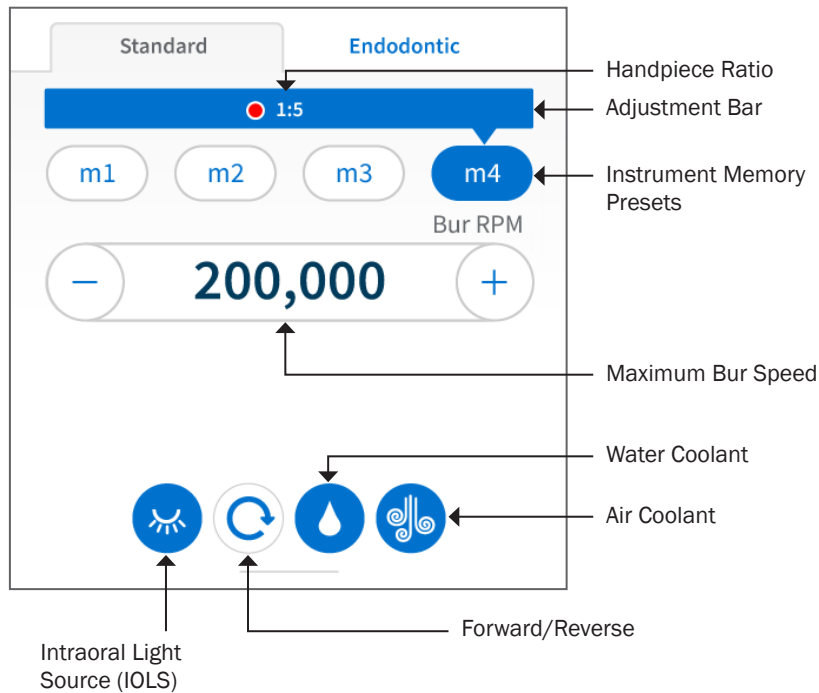 Standard
Endodontic
Handpiece Ratio
1:5
Adjustment Bar
m1
m2
m3
m4
Instrument Memory
Presets
Bur RPM
− 200,000 +
Maximum Bur Speed
Water Coolant
Air Coolant
Forward/Reverse
Intraoral Light
Source (IOLS)